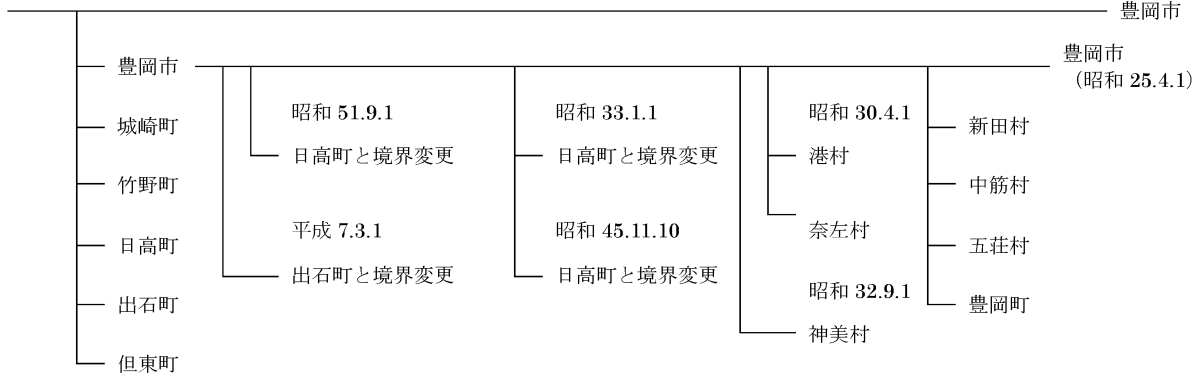 豊岡市
豊岡市
豊岡市
（昭和 25.4.1）
城崎町
竹野町
日高町
出石町
但東町
昭和 51.9.1
日高町と境界変更
平成 7.3.1
出石町と境界変更
昭和 33.1.1
日高町と境界変更
昭和 45.11.10
日高町と境界変更
昭和 30.4.1
港村
奈左村
昭和 32.9.1
神美村
新田村
中筋村
五荘村
豊岡町